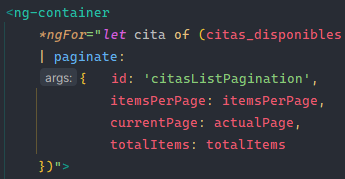 <ng-container
*ngFor="let cita of (citas_disponibles
| paginate:
args: { id: 'citasListPagination',
itemsPerPage: itemsPerPage,
currentPage: actualPage,
totalItems: totalItems
})">